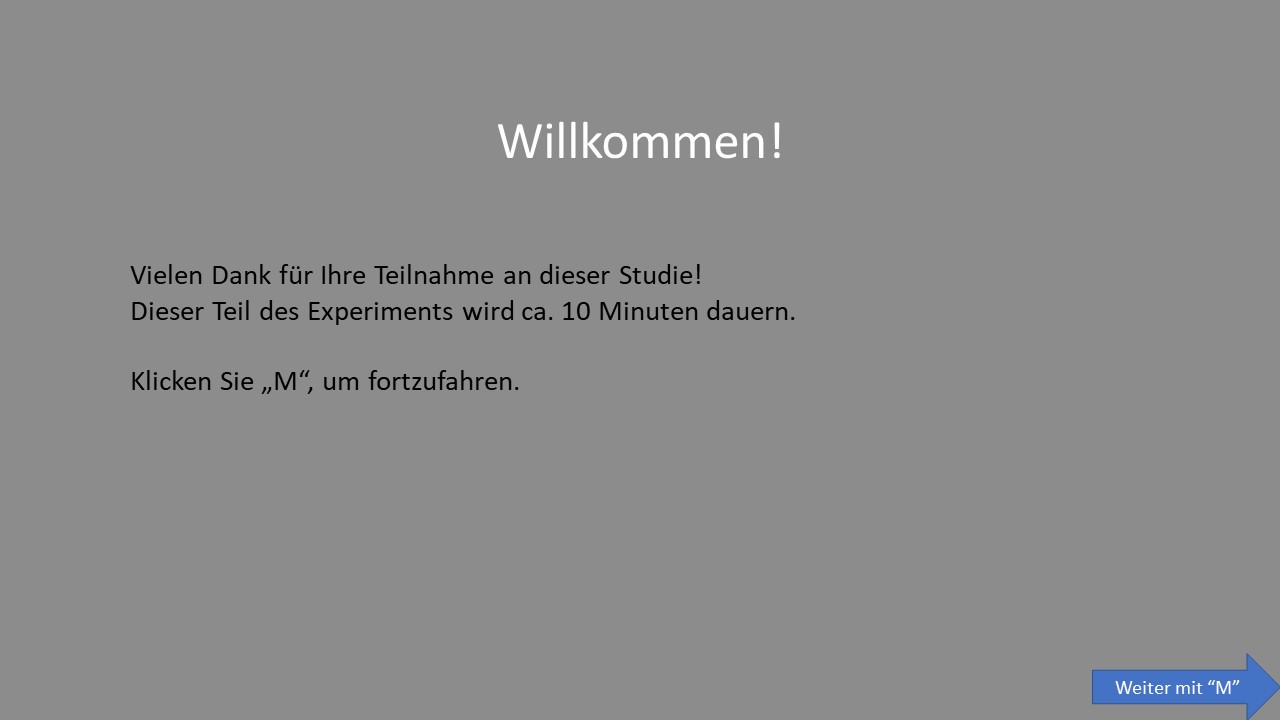 Willkommen!
Vielen Dank für Ihre Teilnahme an dieser Studie!
Dieser Teil des Experiments wird ca. 10 Minuten dauern.
Klicken Sie „M“, um fortzufahren.
Weiter mit “M”